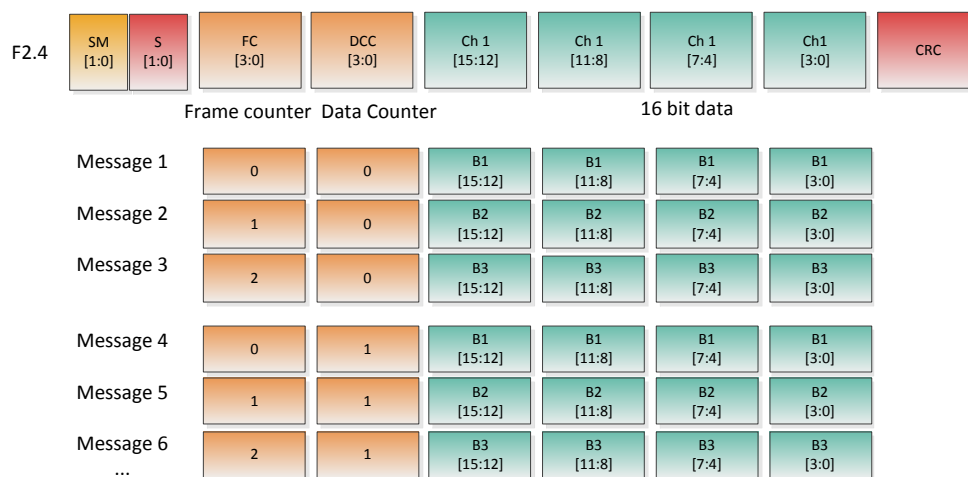 F2.4 SM [1:0] S [1:0] FC [3:0] DCC [3:0] Ch 1 [15:12] Ch 1 [11:8] Ch 1 [7:4] Ch1 [3:0] CRC
Frame counter Data Counter 16 bit data
Message 1 0 0 B1 [15:12] B1 [11:8] B1 [7:4] B1 [3:0]
Message 2 1 0 B2 [15:12] B2 [11:8] B2 [7:4] B2 [3:0]
Message 3 2 0 B3 [15:12] B3 [11:8] B3 [7:4] B3 [3:0]
Message 4 0 1 B1 [15:12] B1 [11:8] B1 [7:4] B1 [3:0]
Message 5 1 1 B2 [15:12] B2 [11:8] B2 [7:4] B2 [3:0]
Message 6 2 1 B3 [15:12] B3 [11:8] B3 [7:4] B3 [3:0]
...